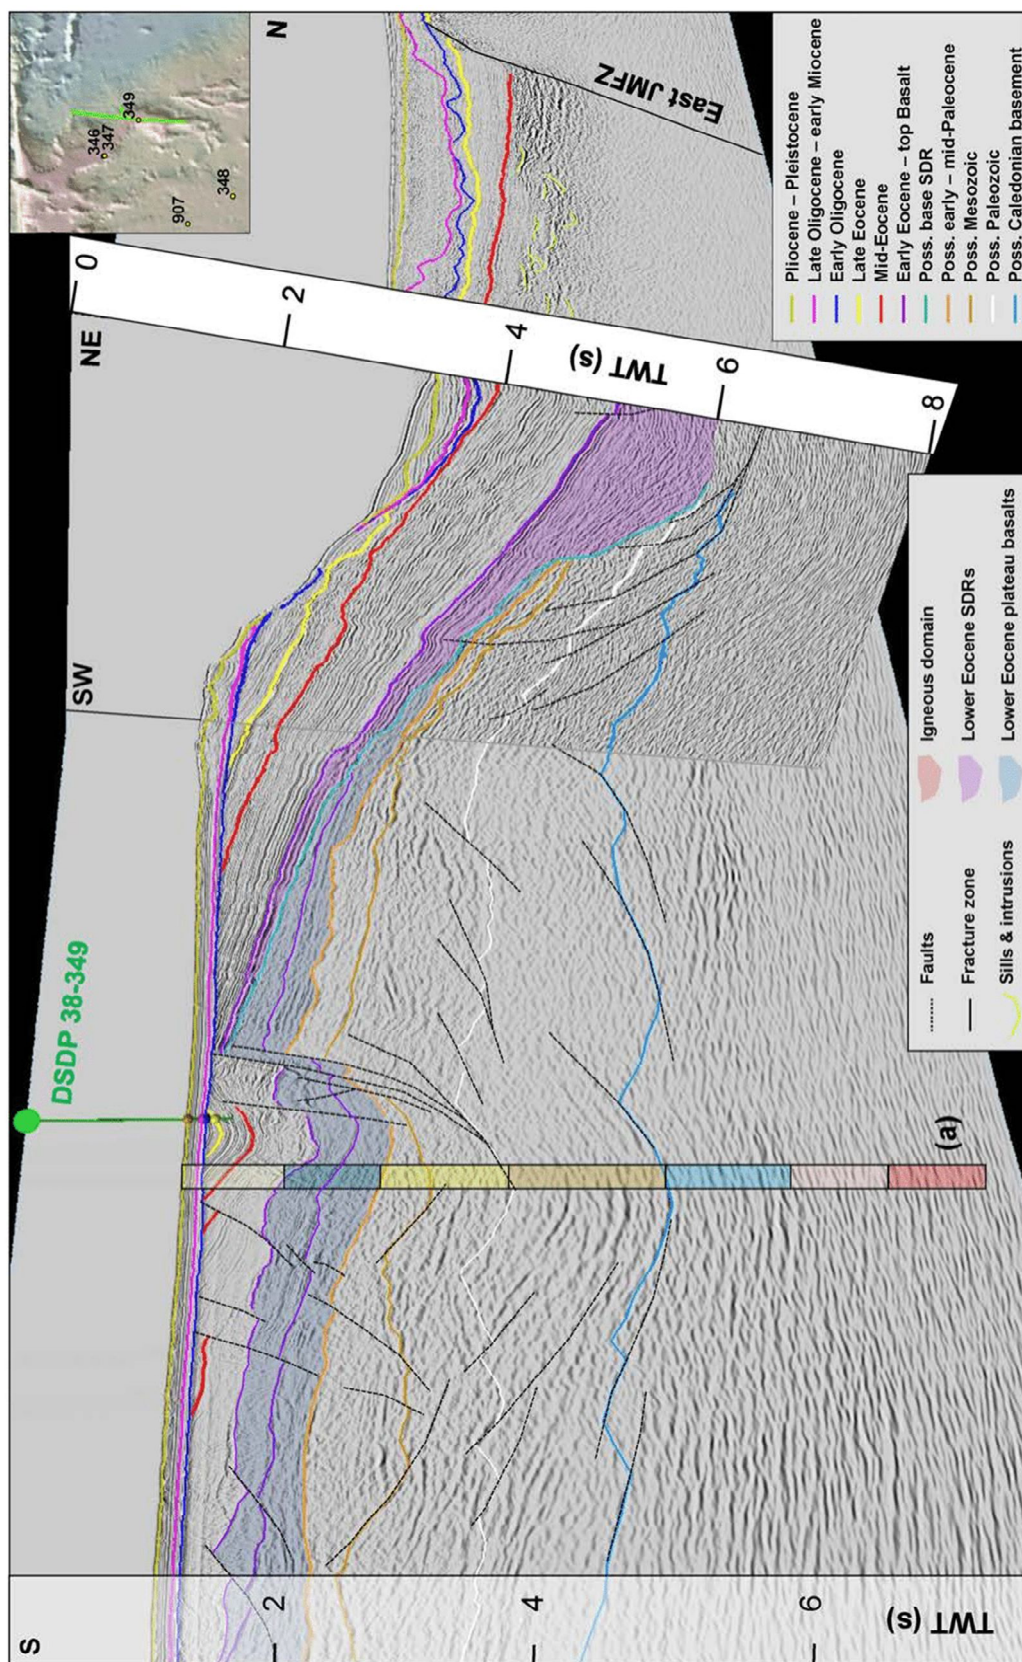 S
SW
NE
N
DSDP 38-349
East JMFZ
0
2
4
6
8
TWT (s)
2
4
6
TWT (s)
(a)
346
347
349
907
348
Faults
Fracture zone
Sills & intrusions
Igneous domain
Lower Eocene SDRs
Lower Eocene plateau basalts
Pliocene – Pleistocene
Late Oligocene – early Miocene
Early Oligocene
Late Eocene
Mid-Eocene
Early Eocene – top Basalt
Poss. base SDR
Poss. early – mid-Paleocene
Poss. Mesozoic
Poss. Paleozoic
Poss. Caledonian basement